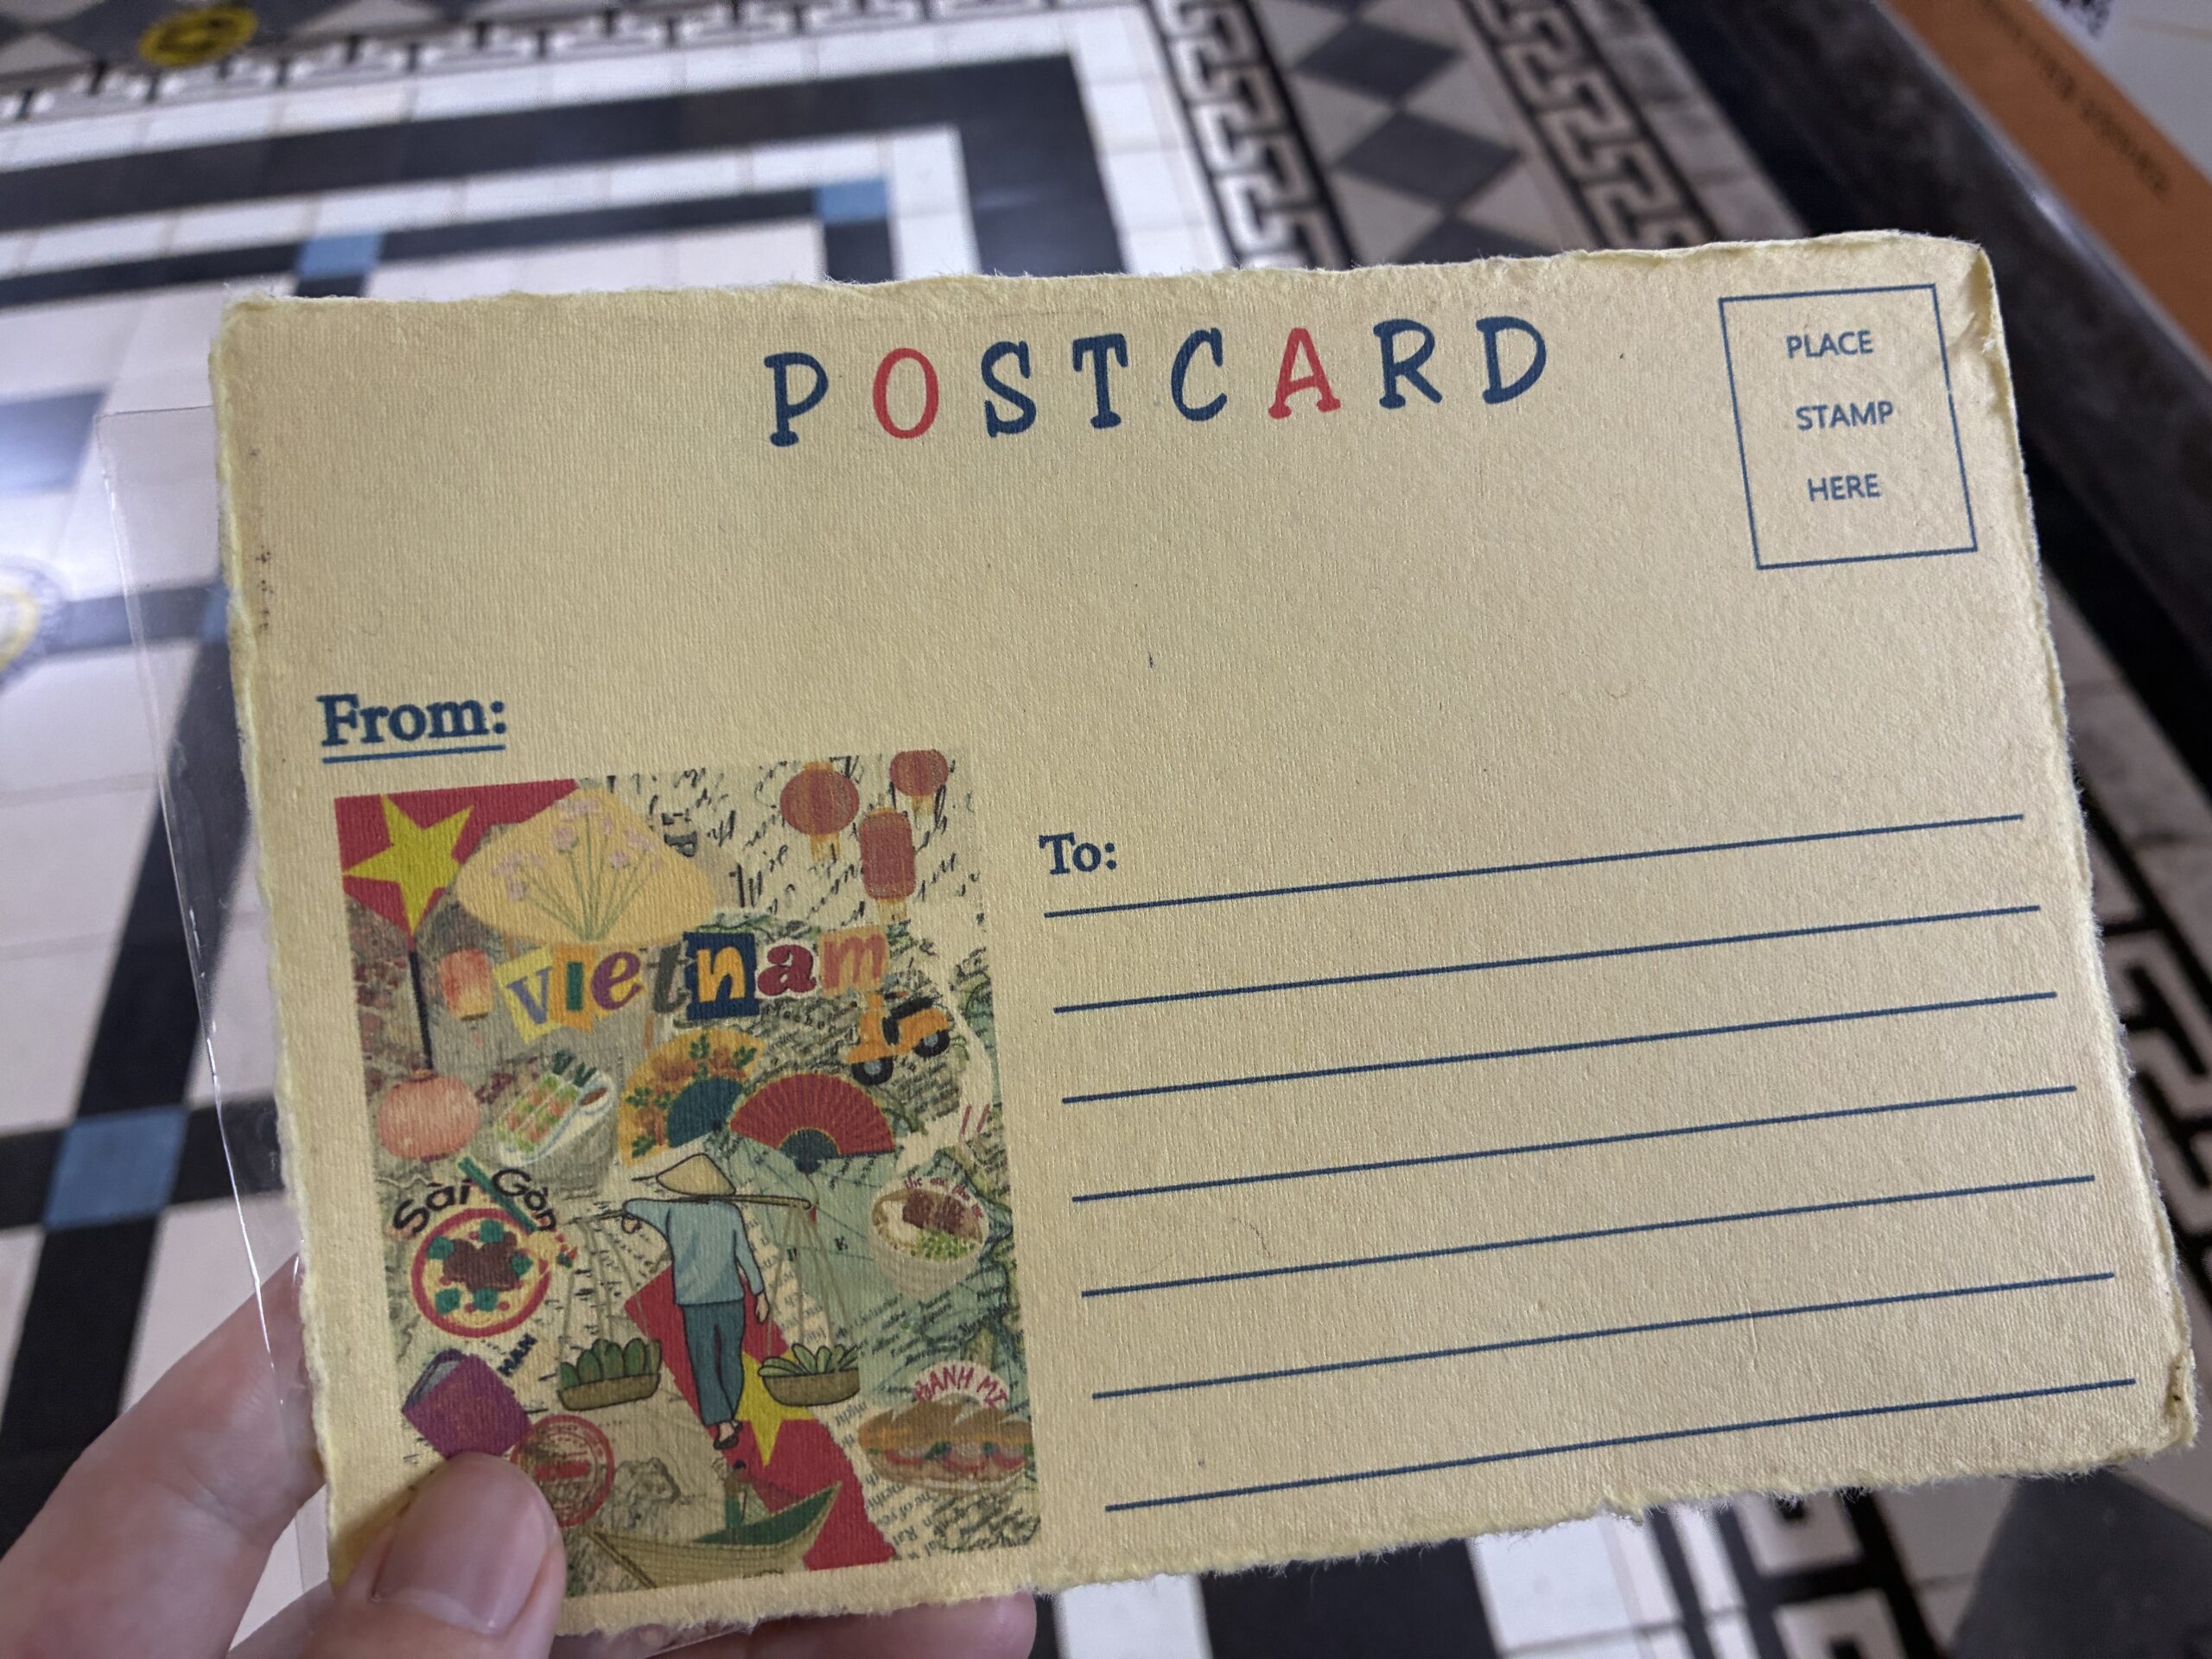 POSTCARD
PLACE
STAMP
HERE
From:
To:
vietnam
Sài Gòn
BANH MI